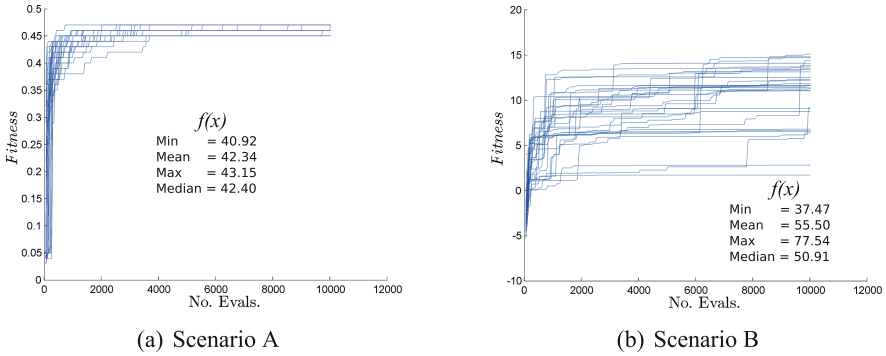 0.5
0.45
0.4
0.35
0.3
0.25
0.2
0.15
0.1
0.05
0
Fitness
f(x)
Min = 40.92
Mean = 42.34
Max = 43.15
Median = 42.40
0 2000 4000 6000 8000 10000 12000
No. Evals.
(a) Scenario A
20
15
10
5
0
-5
-10
Fitness
f(x)
Min = 37.47
Mean = 55.50
Max = 77.54
Median = 50.91
0 2000 4000 6000 8000 10000 12000
No. Evals.
(b) Scenario B